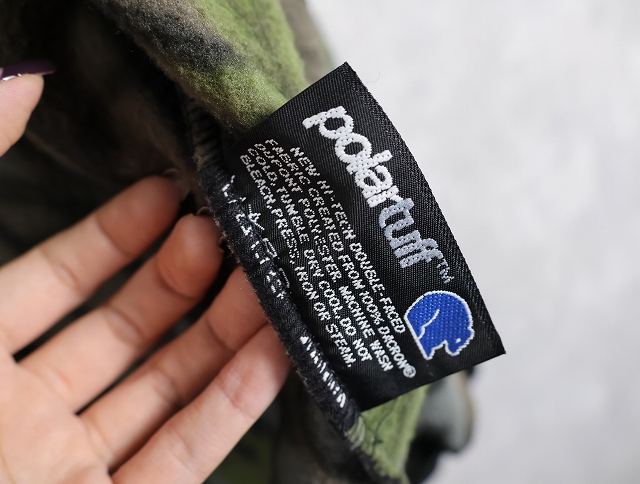 polartuff™
NEW HI-TECH DOUBLE-FACED
FABRIC CREATED FROM 100% DACRON®
DUPONT POLYESTER. MACHINE WASH
COLD, TUMBLE DRY COOL. DO NOT
BLEACH, PRESS, IRON OR STEAM.